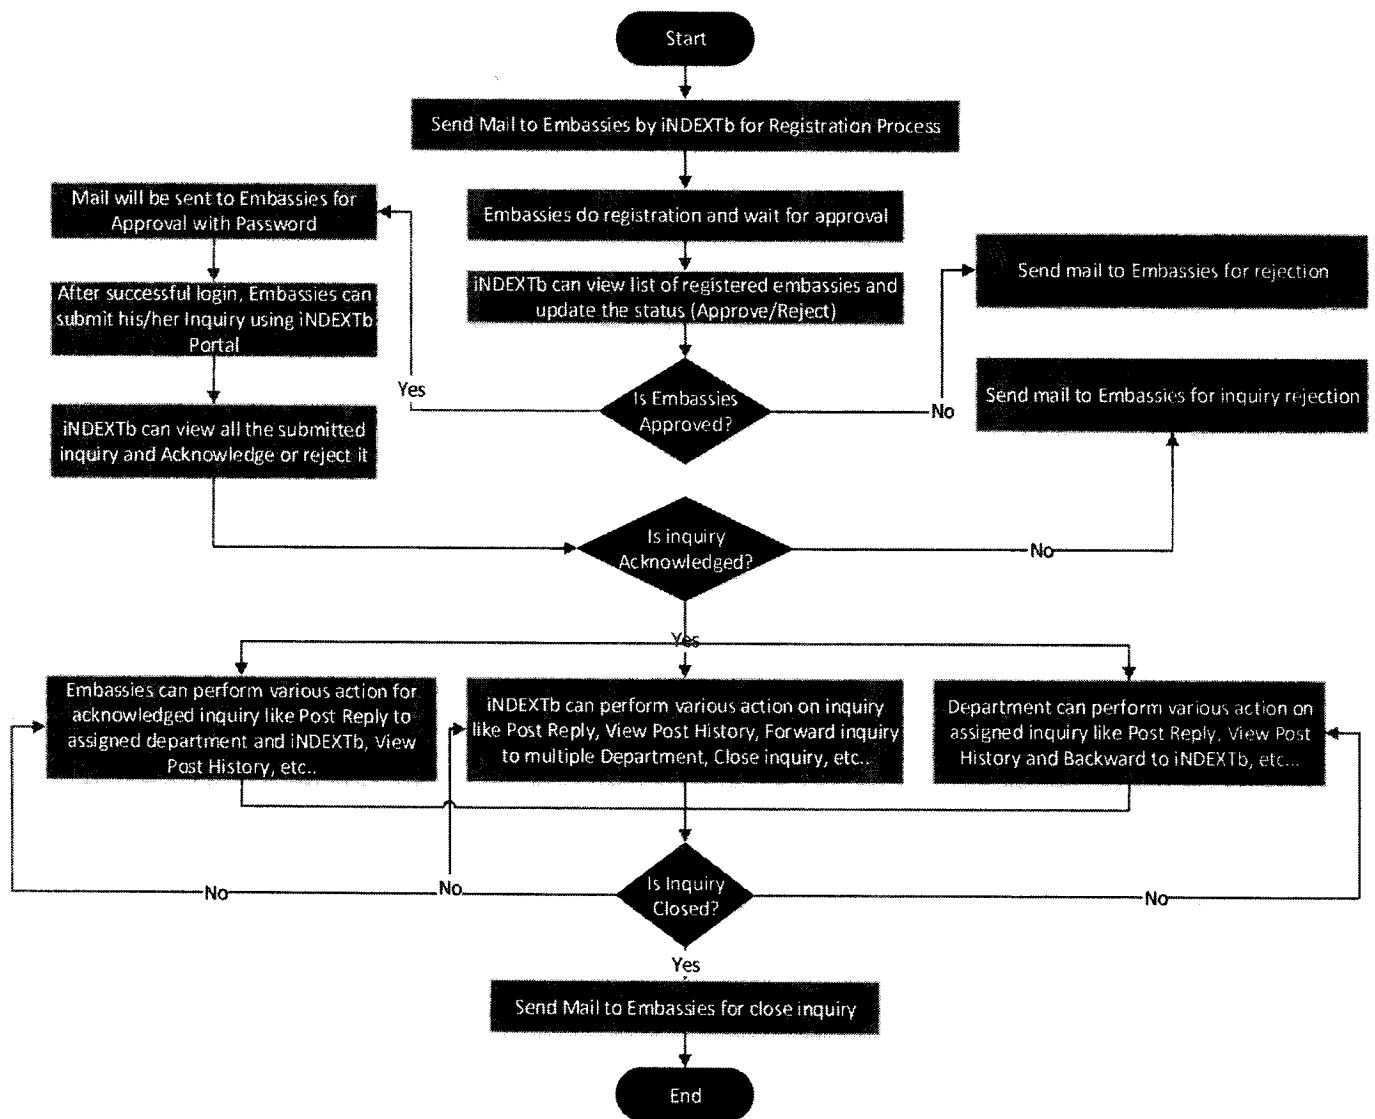 Start
Send Mail to Embassies by iNDEXTb for Registration Process
Mail will be sent to Embassies for
Approval with Password
Embassies do registration and wait for approval
After successful login, Embassies can
submit his/her Inquiry using iNDEXTb
Portal
iNDEXTb can view list of registered embassies and
update the status (Approve/Reject)
Send mail to Embassies for rejection
Yes
Is Embassies
Approved?
No
Send mail to Embassies for inquiry rejection
iNDEXTb can view all the submitted
inquiry and Acknowledge or reject it
Is inquiry
Acknowledged?
No
Yes
Embassies can perform various action for
acknowledged inquiry like Post Reply to
assigned department and iNDEXTb, View
Post History, etc..
iNDEXTb can perform various action on inquiry
like Post Reply, View Post History, Forward inquiry
to multiple Department, Close inquiry, etc..
Department can perform various action on
assigned inquiry like Post Reply, View Post
History and Backward to iNDEXTb, etc...
No
No
Is Inquiry
Closed?
No
Yes
Send Mail to Embassies for close inquiry
End